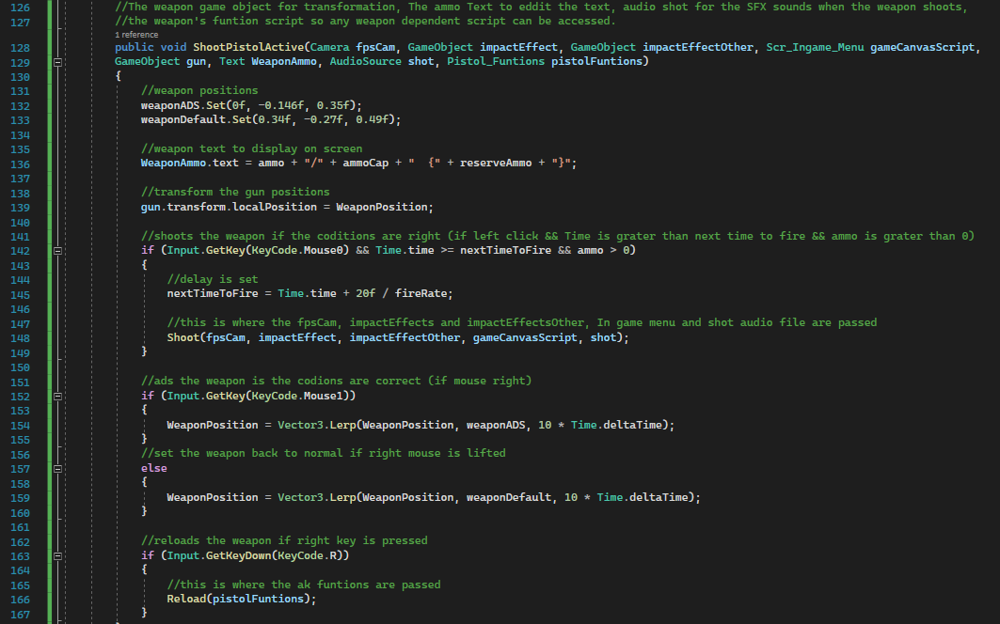 126 //The weapon game object for transformation, The ammo Text to eddit the text, audio shot for the SFX sounds when the weapon shoots,
127 //the weapon's funtion script so any weapon dependent script can be accessed.
1 reference
128 public void ShootPistolActive(Camera fpsCam, GameObject impactEffect, GameObject impactEffectOther, Scr_Ingame_Menu gameCanvasScript,
129 GameObject gun, Text WeaponAmmo, AudioSource shot, Pistol_Funtions pistolFuntions)
130 {
131 //weapon positions
132 weaponADS.Set(0f, -0.146f, 0.35f);
133 weaponDefault.Set(0.34f, -0.27f, 0.49f);
134
135 //weapon text to display on screen
136 WeaponAmmo.text = ammo + "/" + ammoCap + "  {" + reserveAmmo + "}";
137
138 //transform the gun positions
139 gun.transform.localPosition = WeaponPosition;
140
141 //shoots the weapon if the coditions are right (if left click && Time is grater than next time to fire && ammo is grater than 0)
142 if (Input.GetKey(KeyCode.Mouse0) && Time.time >= nextTimeToFire && ammo > 0)
143 {
144 //delay is set
145 nextTimeToFire = Time.time + 20f / fireRate;
146
147 //this is where the fpsCam, impactEffects and impactEffectsOther, In game menu and shot audio file are passed
148 Shoot(fpsCam, impactEffect, impactEffectOther, gameCanvasScript, shot);
149 }
150
151 //ads the weapon is the codions are correct (if mouse right)
152 if (Input.GetKey(KeyCode.Mouse1))
153 {
154 WeaponPosition = Vector3.Lerp(WeaponPosition, weaponADS, 10 * Time.deltaTime);
155 }
156 //set the weapon back to normal if right mouse is lifted
157 else
158 {
159 WeaponPosition = Vector3.Lerp(WeaponPosition, weaponDefault, 10 * Time.deltaTime);
160 }
161
162 //reloads the weapon if right key is pressed
163 if (Input.GetKeyDown(KeyCode.R))
164 {
165 //this is where the ak funtions are passed
166 Reload(pistolFuntions);
167 }